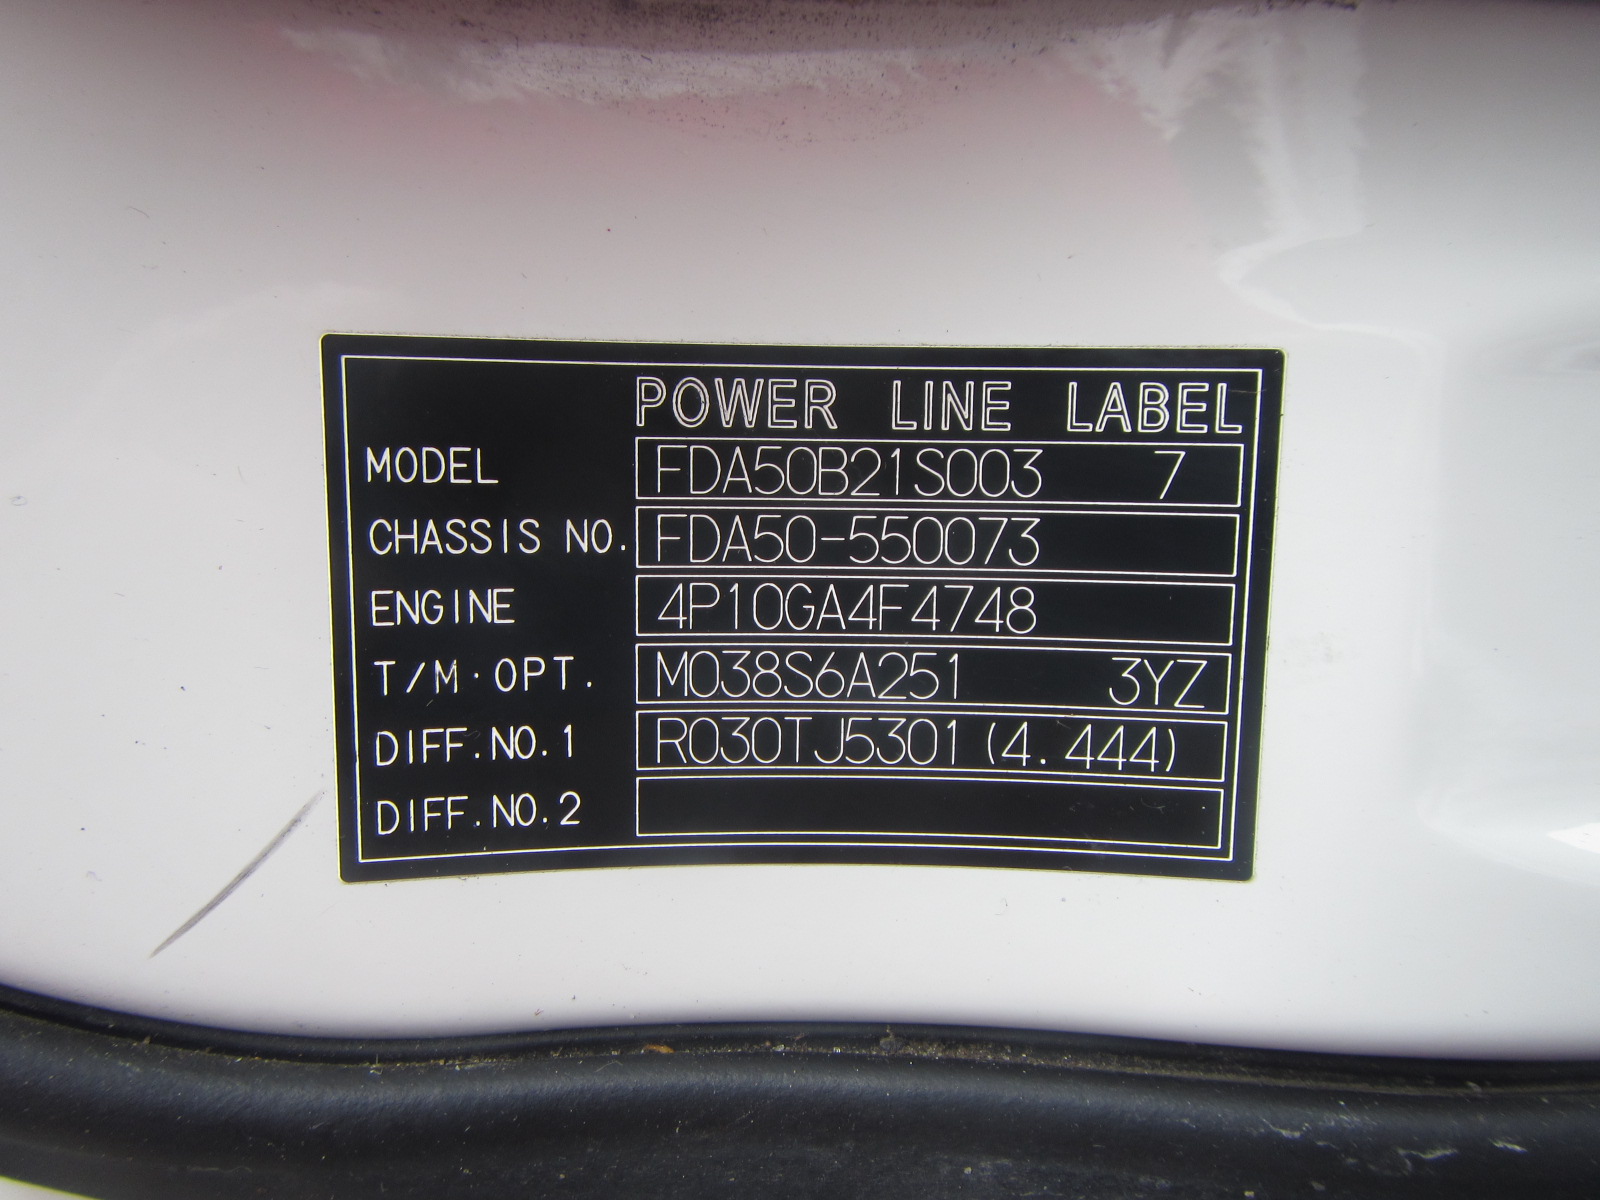 POWER LINE LABEL
MODEL FDA50B21S003 7
CHASSIS NO. FDA50-550073
ENGINE 4P10GA4F4748
T/M·OPT. M038S6A251 3YZ
DIFF.NO.1 R030TJ5301 (4.444)
DIFF.NO.2